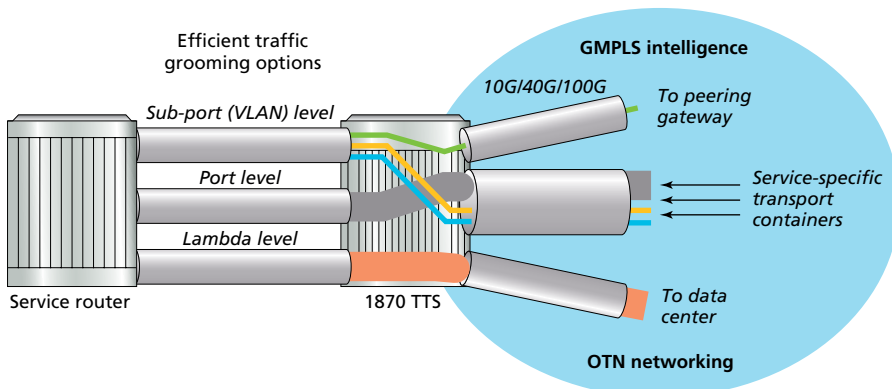 Efficient traffic
grooming options
GMPLS intelligence
Sub-port (VLAN) level
10G/40G/100G
To peering
gateway
Port level
Service-specific
transport
containers
Lambda level
Service router
1870 TTS
To data
center
OTN networking